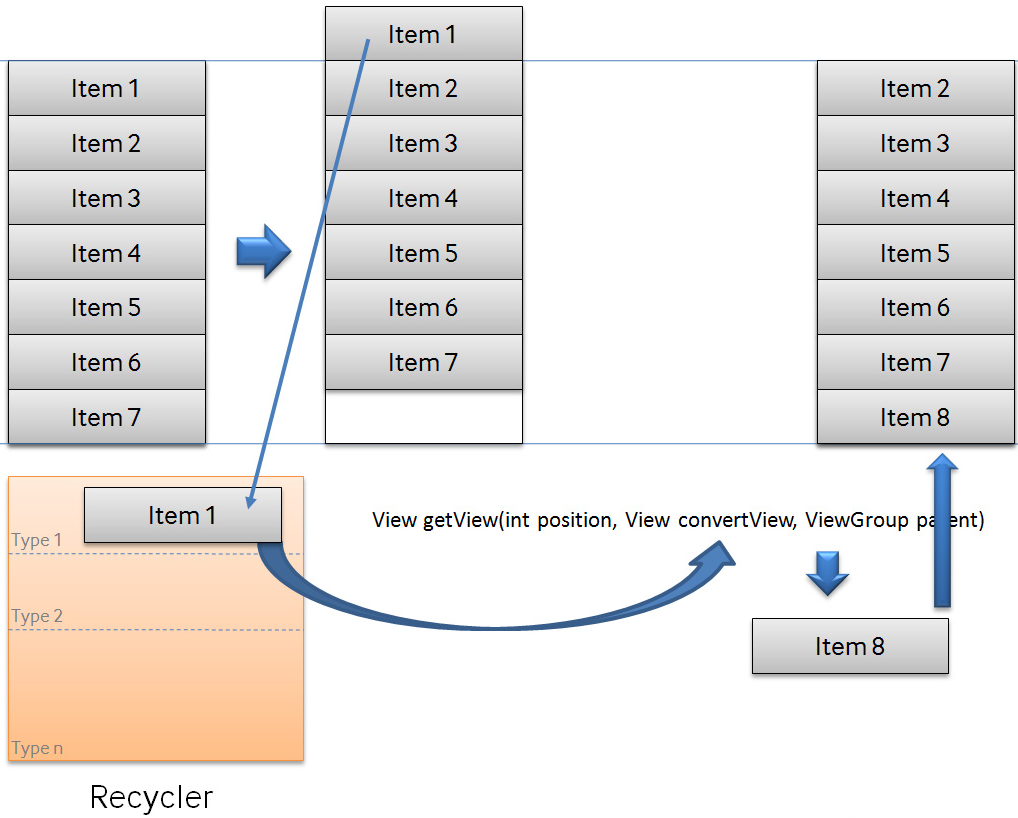 Item 1
Item 2
Item 3
Item 4
Item 5
Item 6
Item 7
Item 1
Item 2
Item 3
Item 4
Item 5
Item 6
Item 7
Item 2
Item 3
Item 4
Item 5
Item 6
Item 7
Item 8
Item 1
Type 1
Type 2
Type n
Recycler
View getView(int position, View convertView, ViewGroup parent)
Item 8